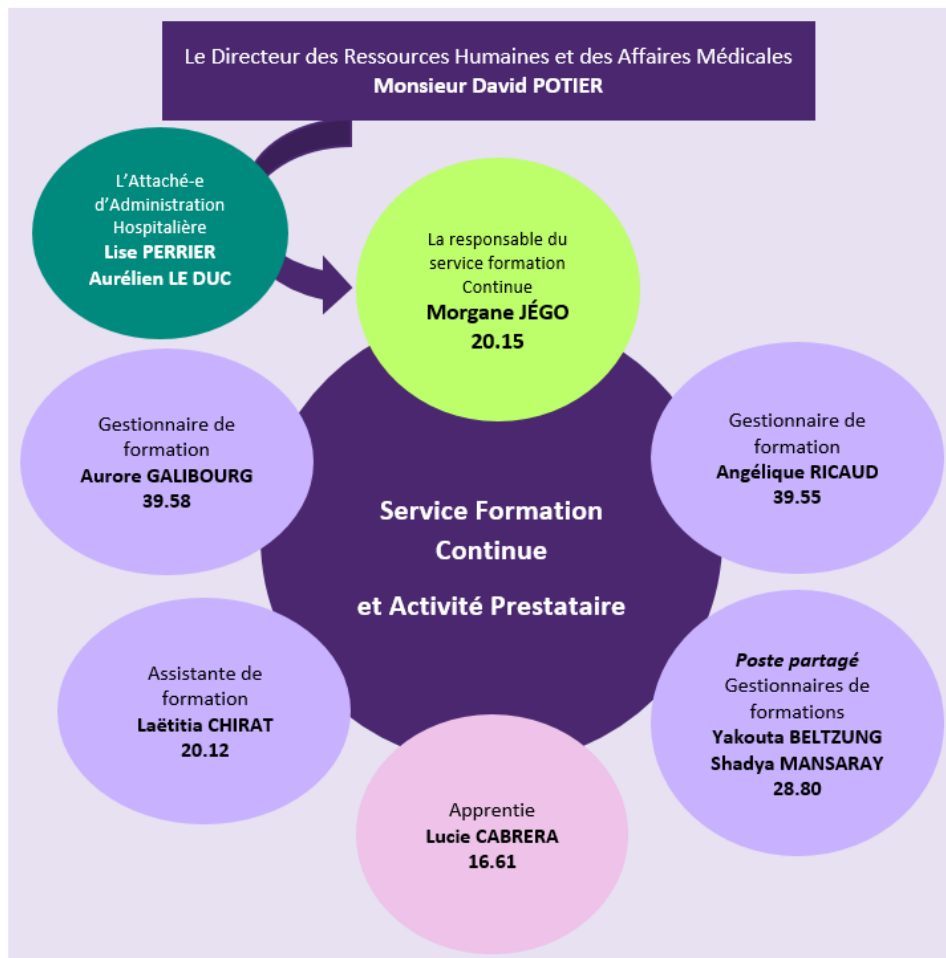 Le Directeur des Ressources Humaines et des Affaires Médicales
Monsieur David POTIER
L'Attaché-e
d'Administration
Hospitalière
Lise PERRIER
Aurélien LE DUC
La responsable du
service formation
Continue
Morgane JÉGO
20.15
Gestionnaire de
formation
Aurore GALIBOURG
39.58
Gestionnaire de
formation
Angélique RICAUD
39.55
Service Formation
Continue
et Activité Prestataire
Assistante de
formation
Laëtitia CHIRAT
20.12
Poste partagé
Gestionnaires de
formations
Yakouta BELTZUNG
Shadya MANSARAY
28.80
Apprentie
Lucie CABRERA
16.61